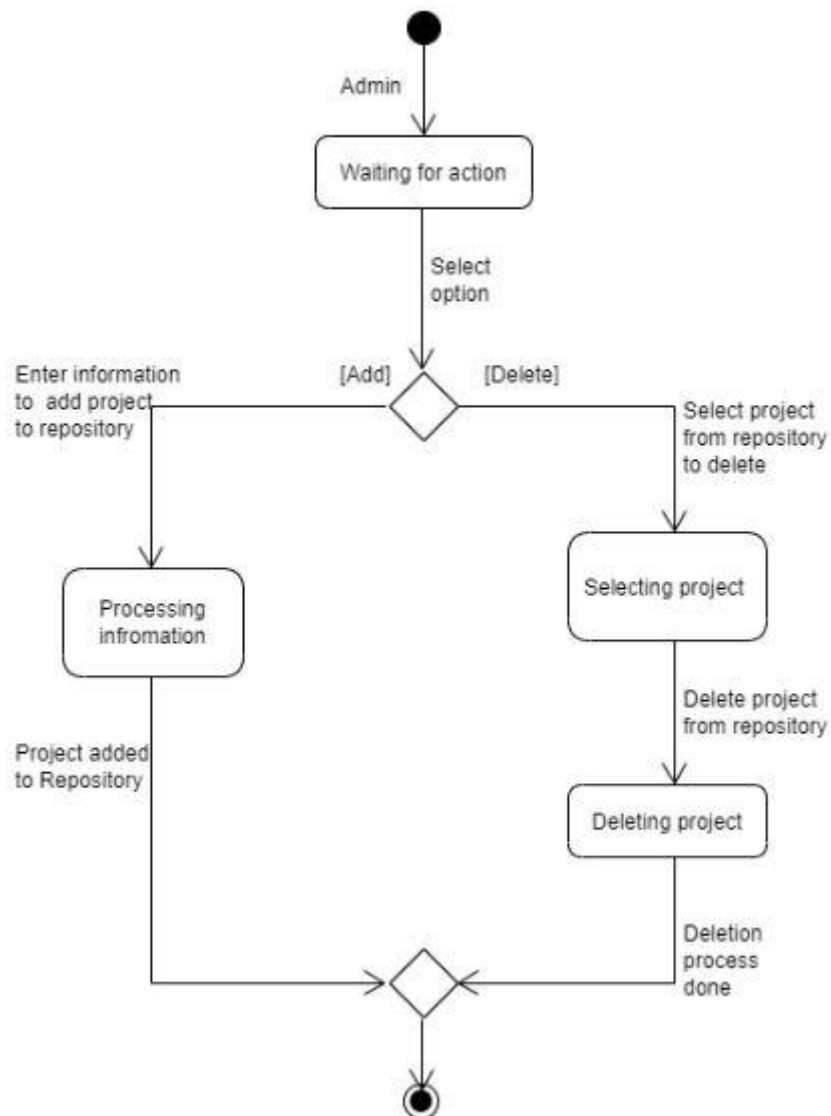 Admin
Waiting for action
Select
option
Enter information
to add project
to repository
[Add]
[Delete]
Select project
from repository
to delete
Processing
infromation
Selecting project
Project added
to Repository
Delete project
from repository
Deleting project
Deletion
process
done